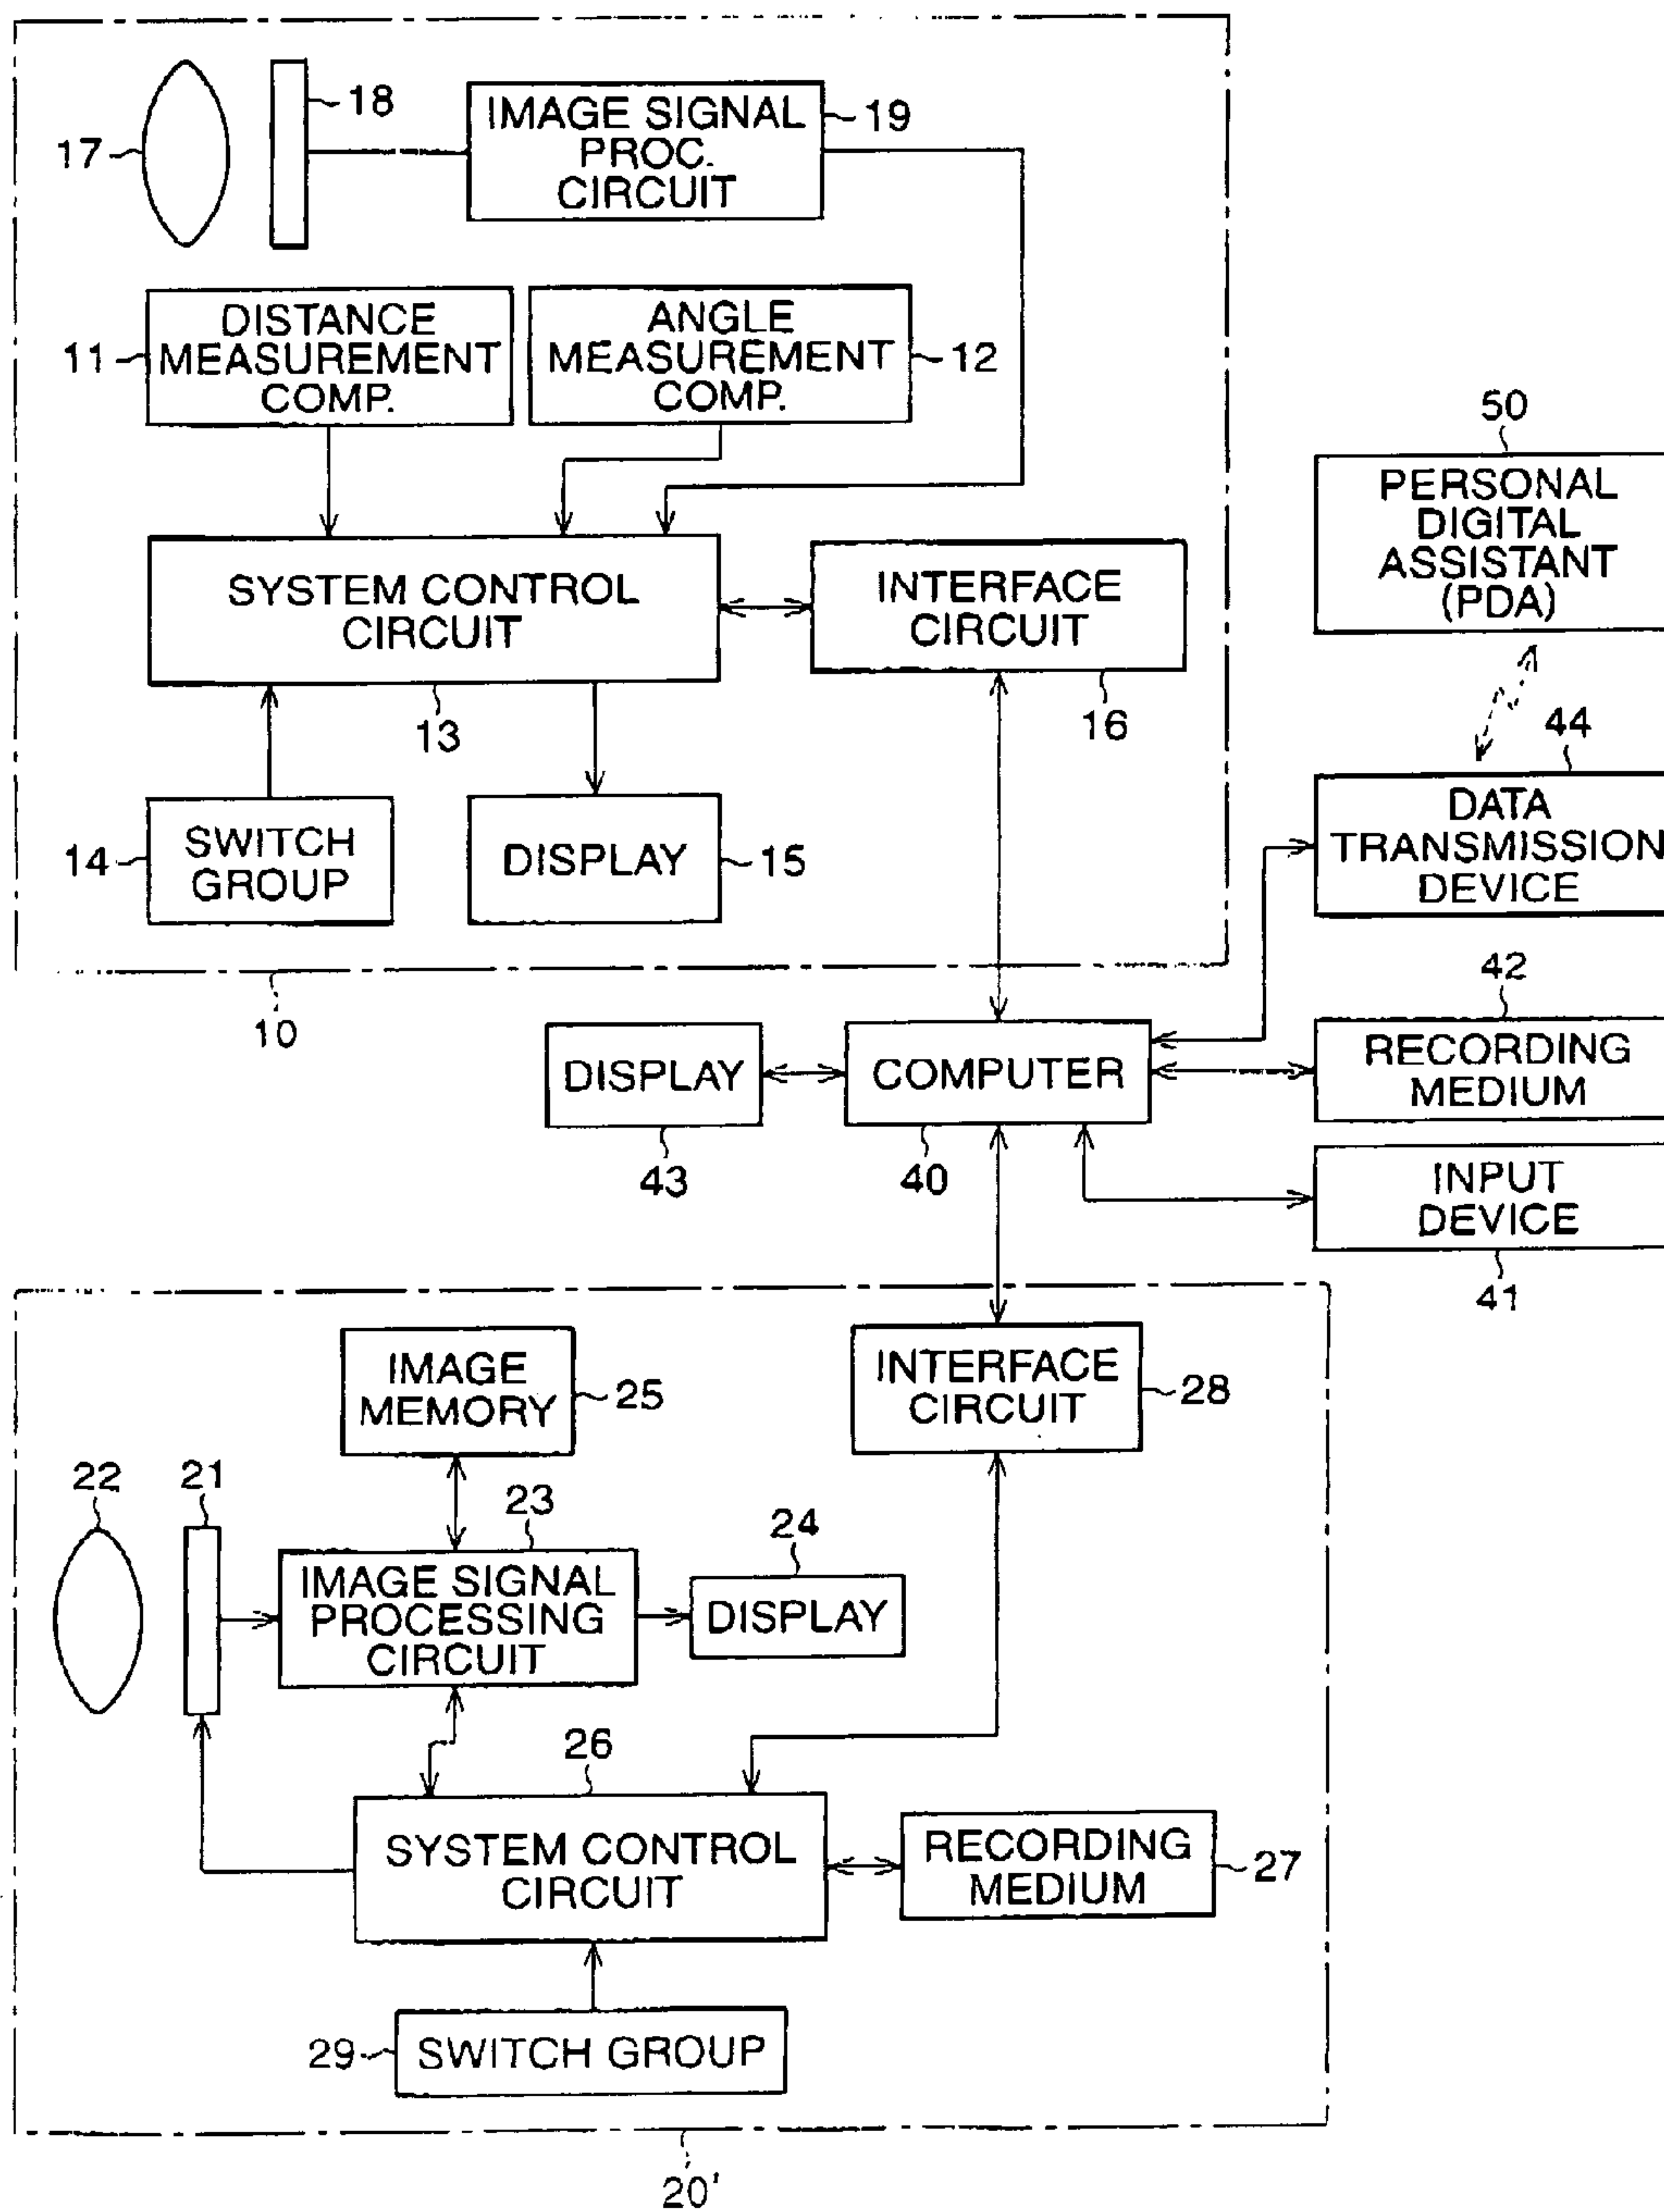 17
18
IMAGE SIGNAL
PROC.
CIRCUIT
19
11
DISTANCE
MEASUREMENT
COMP.
ANGLE
MEASUREMENT
COMP.
12
SYSTEM CONTROL
CIRCUIT
13
INTERFACE
CIRCUIT
16
14
SWITCH
GROUP
DISPLAY
15
10
50
PERSONAL
DIGITAL
ASSISTANT
(PDA)
44
DATA
TRANSMISSION
DEVICE
42
RECORDING
MEDIUM
DISPLAY
43
COMPUTER
40
INPUT
DEVICE
41
IMAGE
MEMORY
25
INTERFACE
CIRCUIT
28
22
21
23
IMAGE SIGNAL
PROCESSING
CIRCUIT
24
DISPLAY
26
SYSTEM CONTROL
CIRCUIT
RECORDING
MEDIUM
27
29
SWITCH GROUP
20'